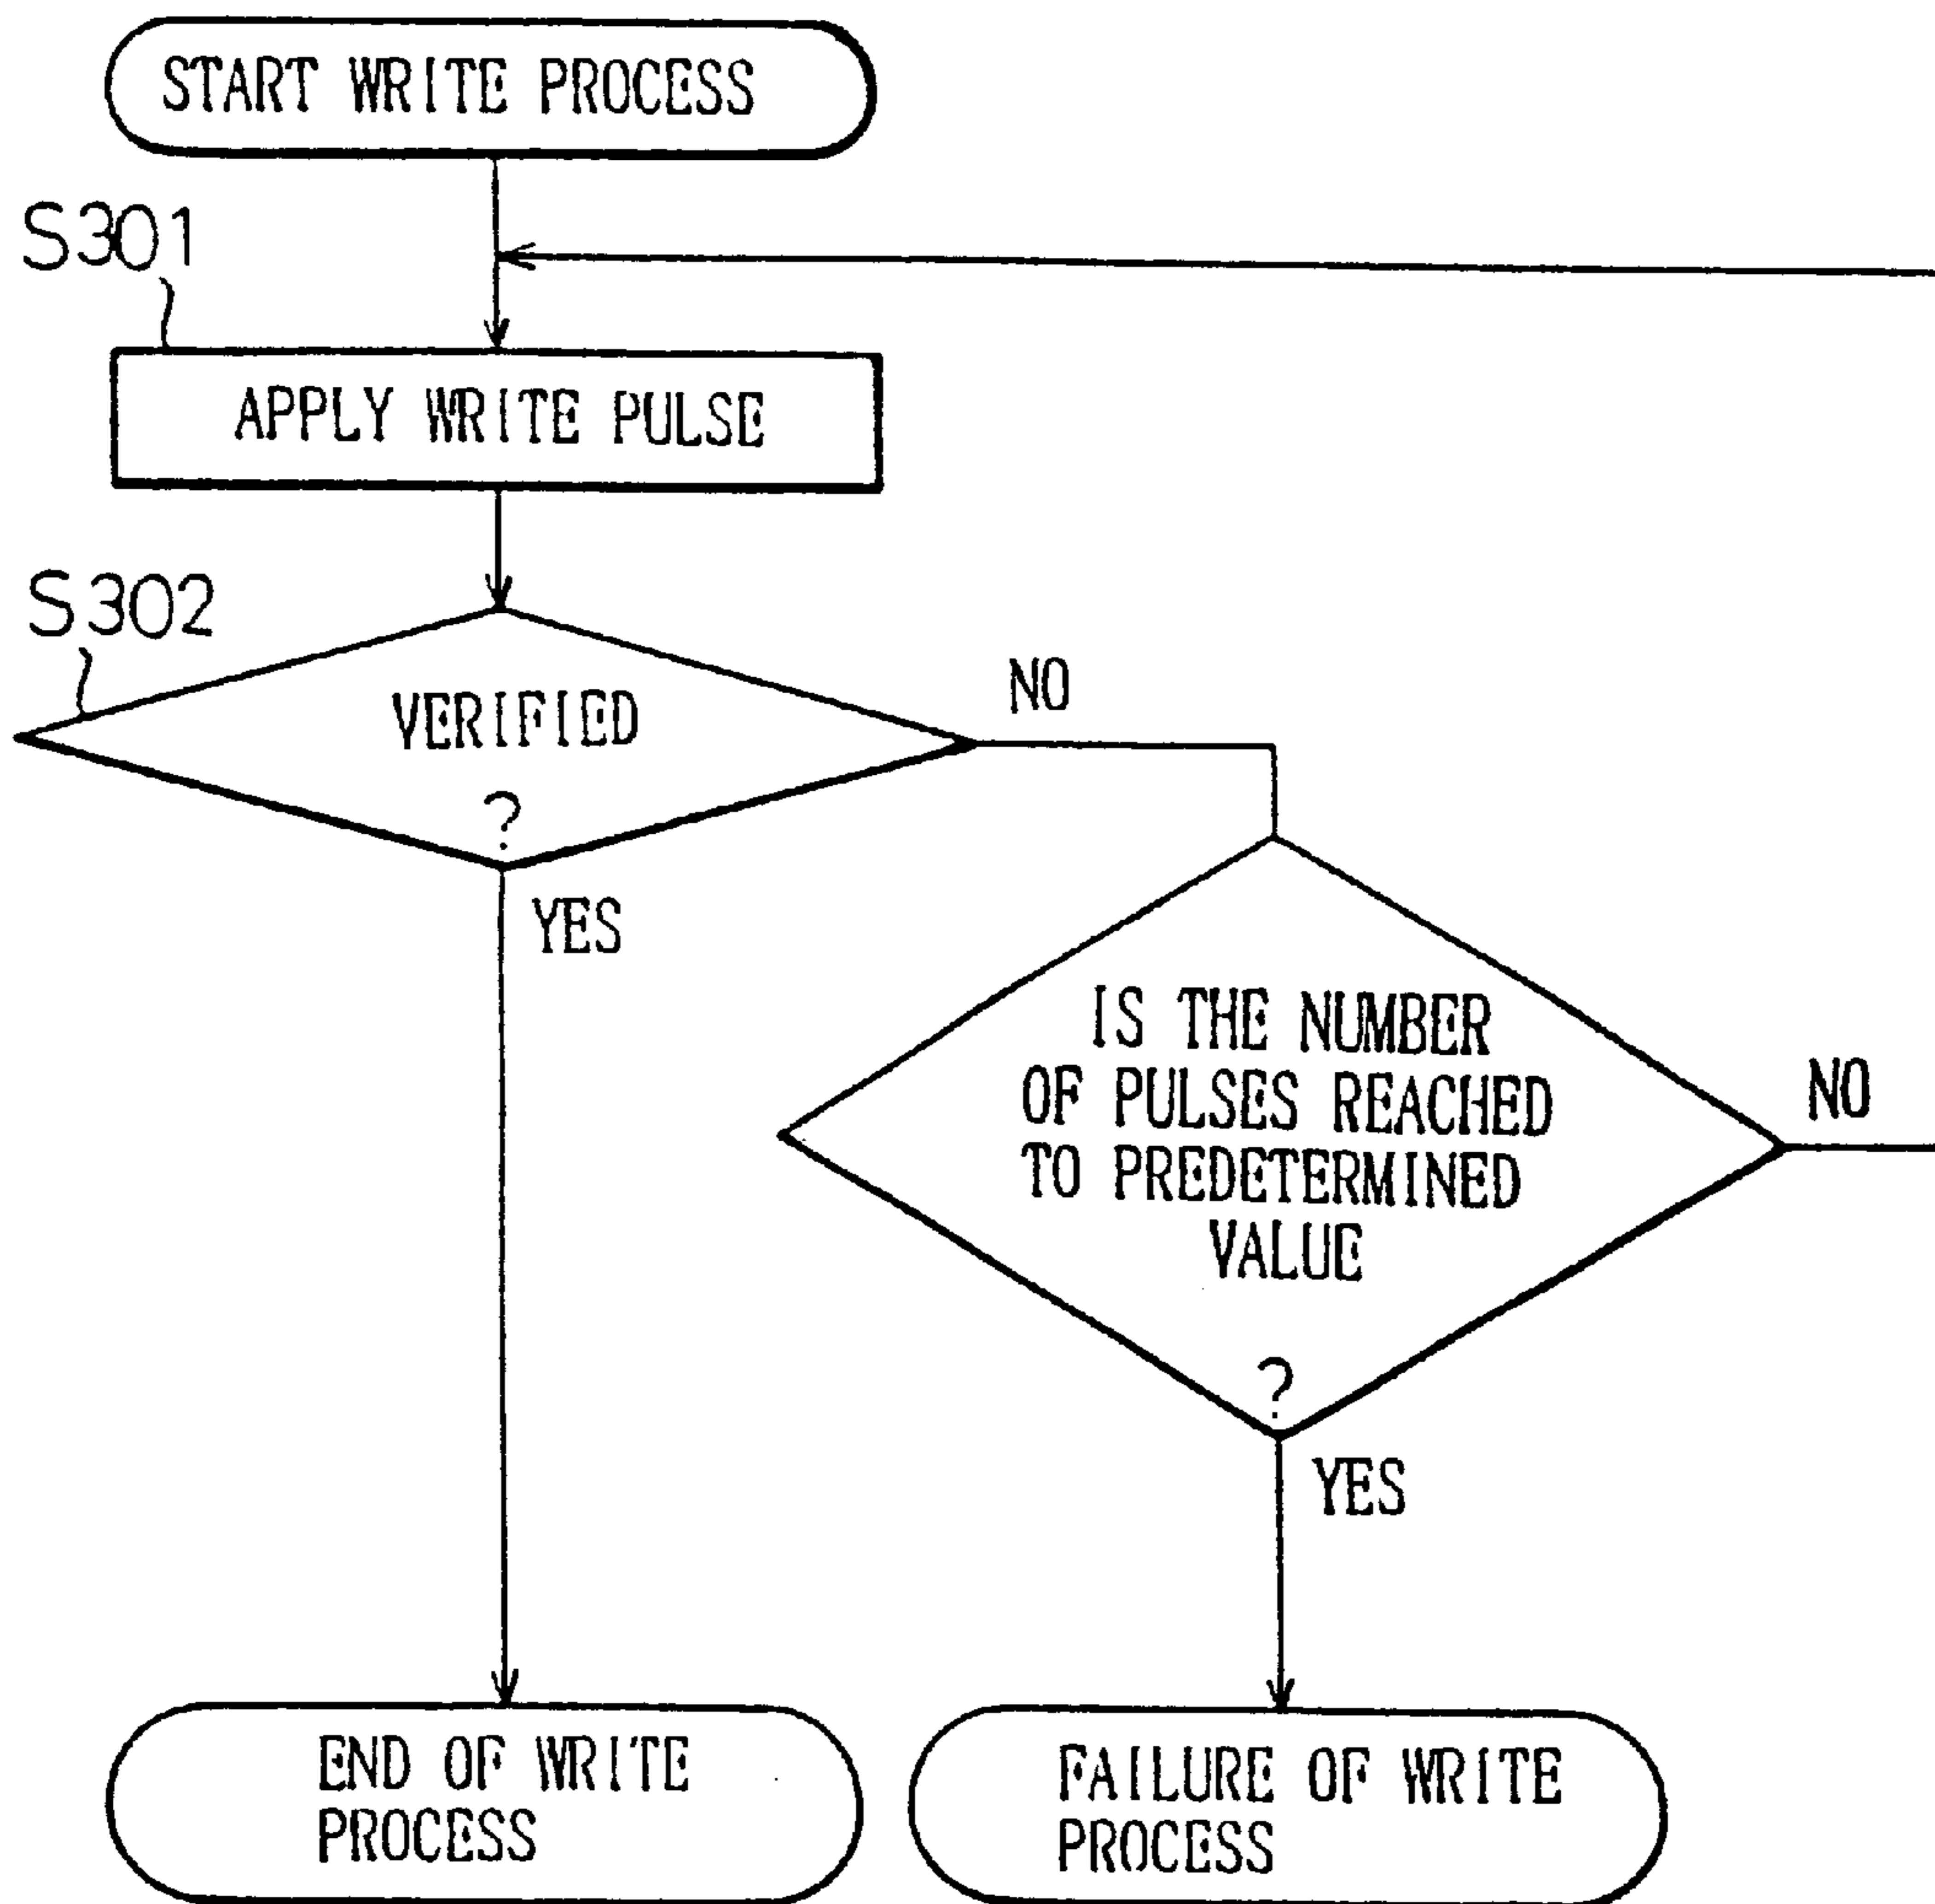 START WRITE PROCESS
S301
APPLY WRITE PULSE
S302
VERIFIED
?
NO
YES
IS THE NUMBER
OF PULSES REACHED
TO PREDETERMINED
VALUE
?
NO
YES
END OF WRITE
PROCESS
FAILURE OF WRITE
PROCESS